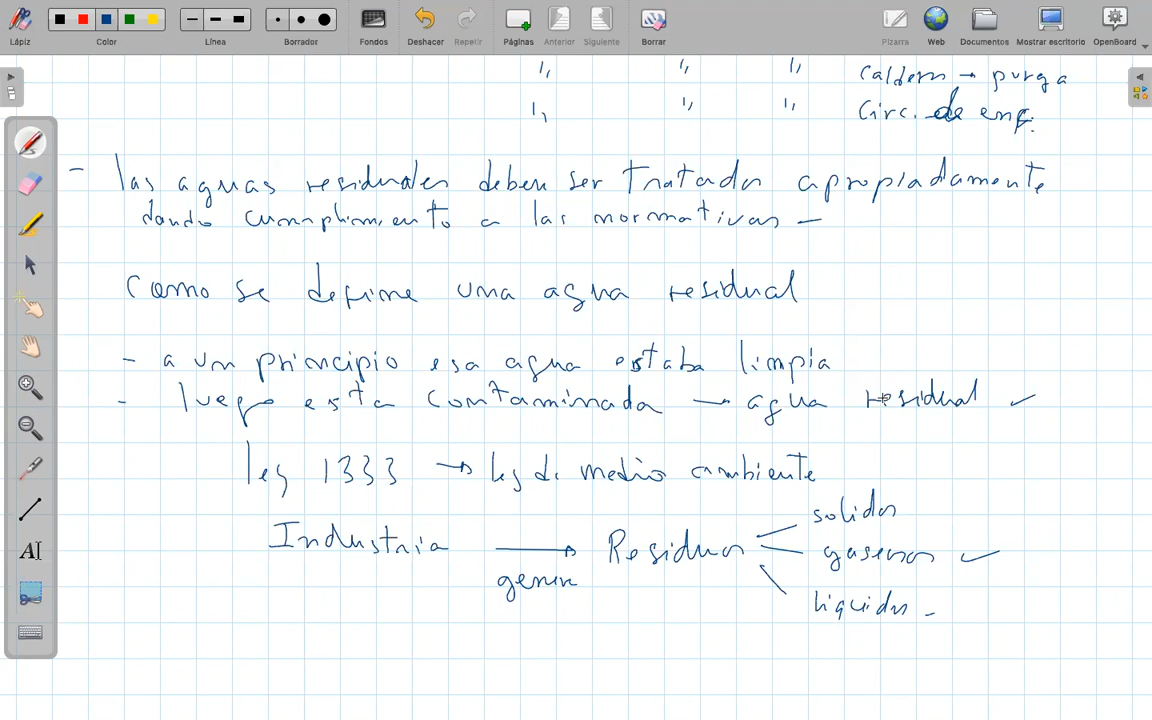 Lápiz Color Línea Borrador Fondos Deshacer Repetir Páginas Anterior Siguiente Borrar Pizarra Web Documentos Mostrar escritorio OpenBoard
'' '' '' Caldera → purga
'' '' '' Circ. de enf.
- las aguas residuales deben ser tratadas apropiadamente
dando cumplimiento a las normativas -
Como se define una agua residual
- a un principio esa agua estaba limpia
- luego esta contaminada → agua residual ✓
ley 1333 → ley de medio ambiente
Industria → Residuos solidos
genera gaseosos ✓
liquidos -